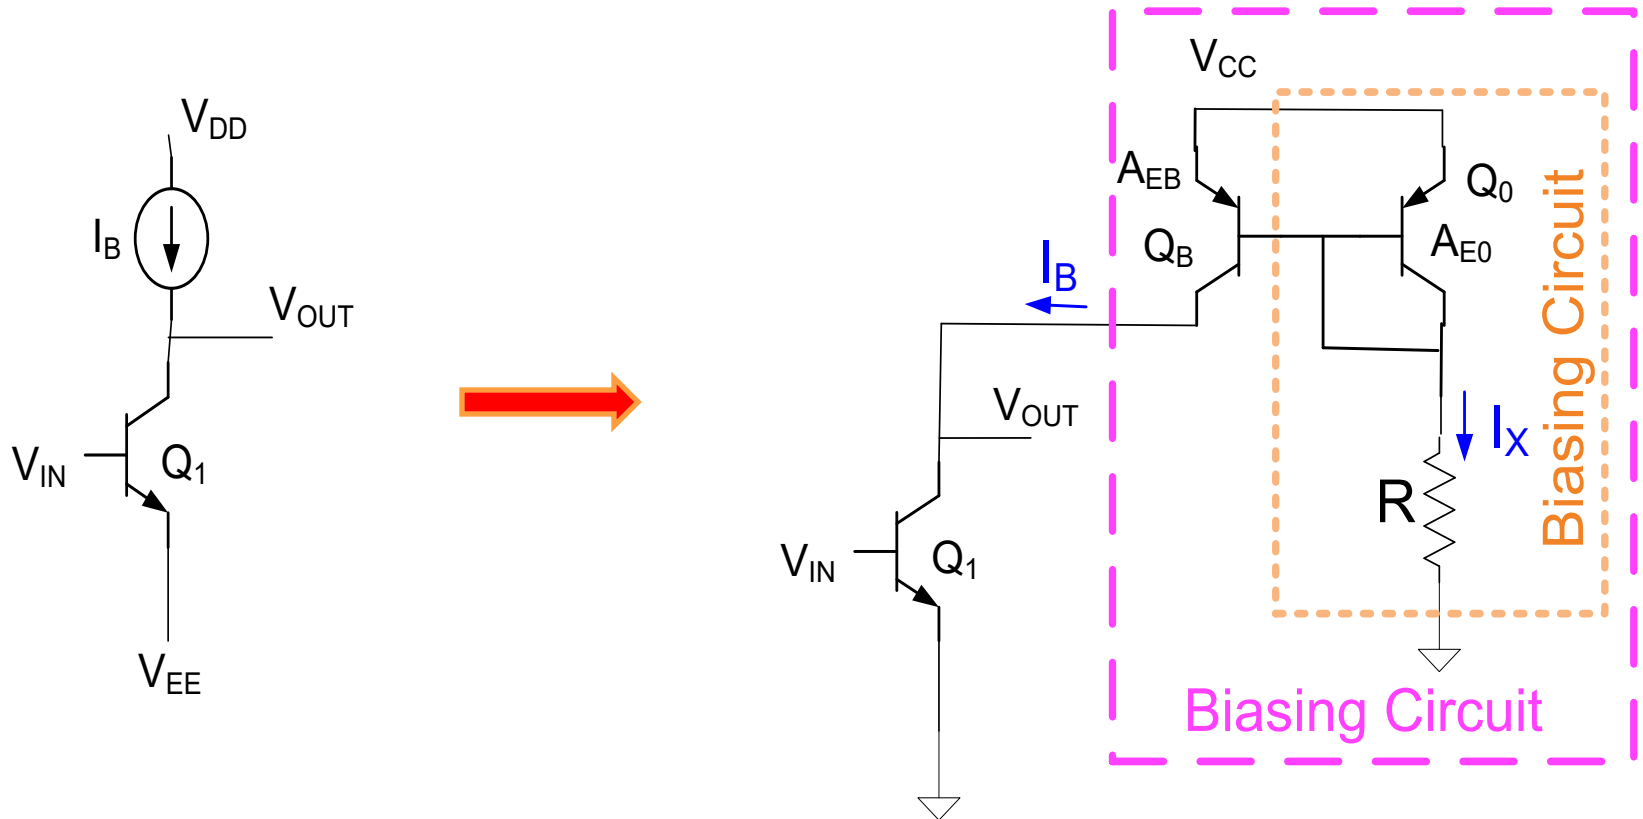 VDD
IB
VOUT
VIN
Q1
VEE
VCC
AEB
Q0
QB
AE0
IB
VOUT
IX
R
VIN
Q1
Biasing Circuit
Biasing Circuit